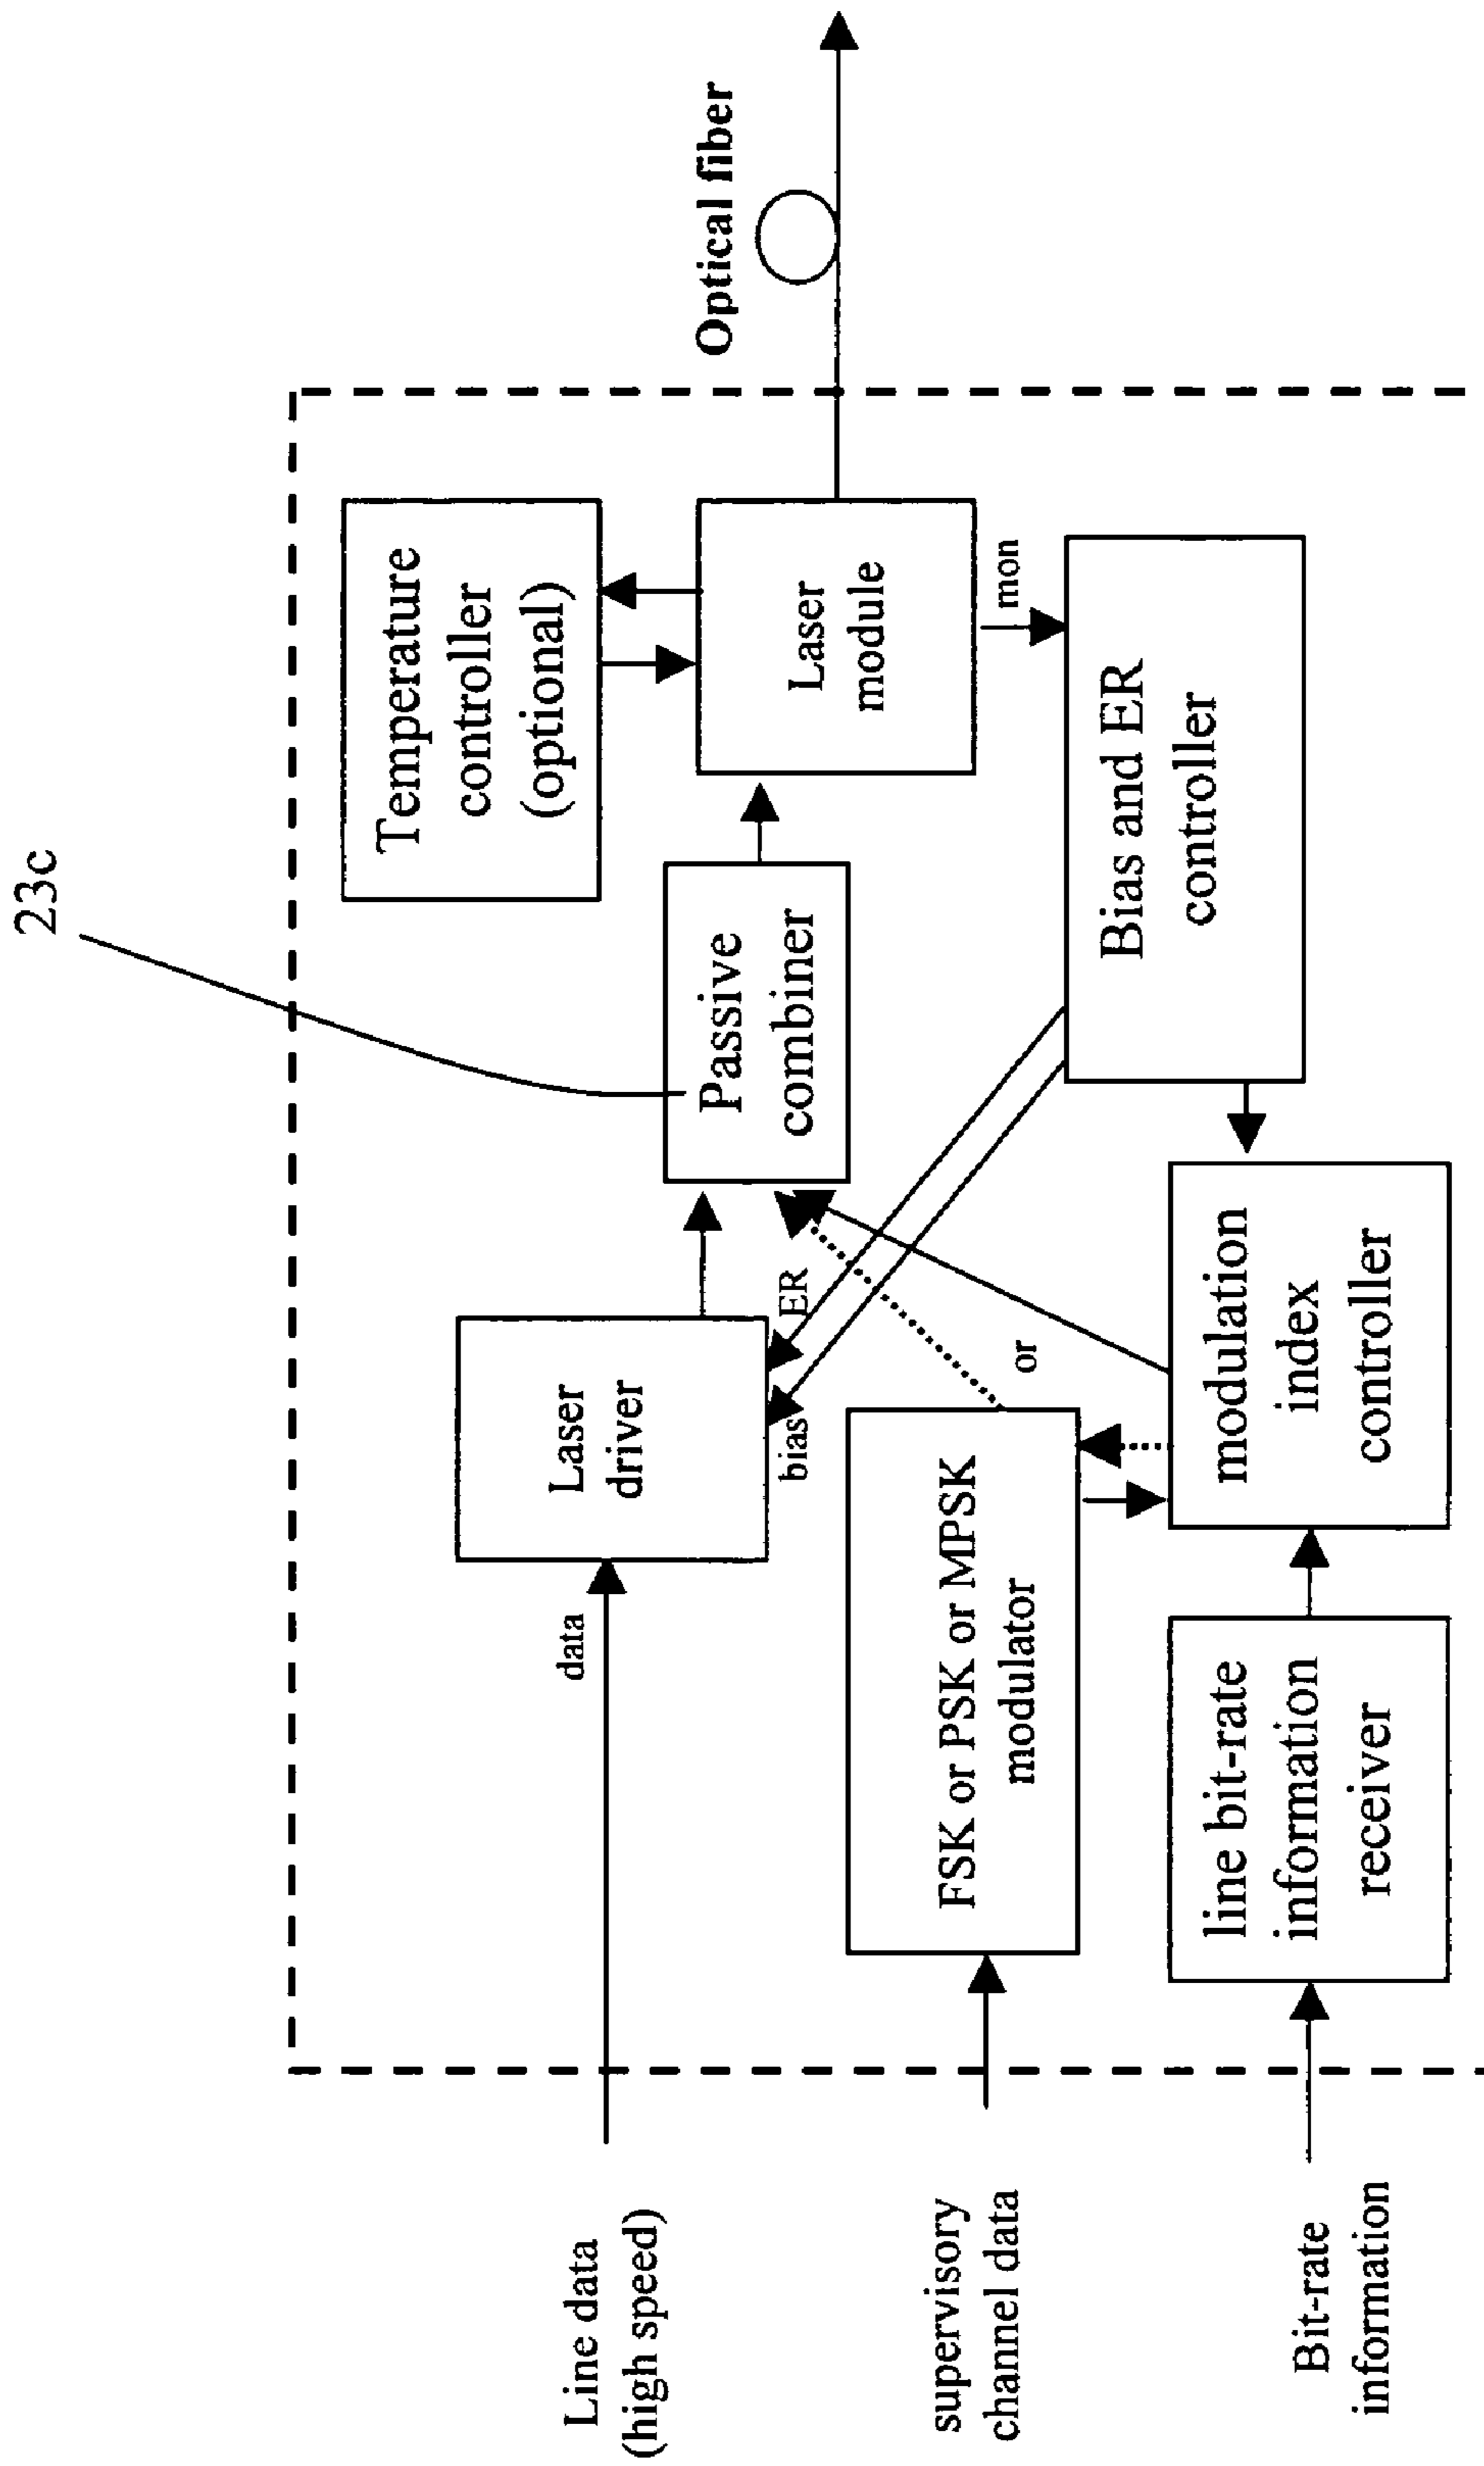 23c
Optical fiber
Temperature
controller
(optional)
Laser
module
mon
Passive
combiner
Bias and ER
controller
Laser
driver
data
bias
ER
or
FSK or PSK or MPSK
modulator
modulation
index
controller
line bit-rate
information
receiver
Line data
(high speed)
supervisory
channel data
Bit-rate
information